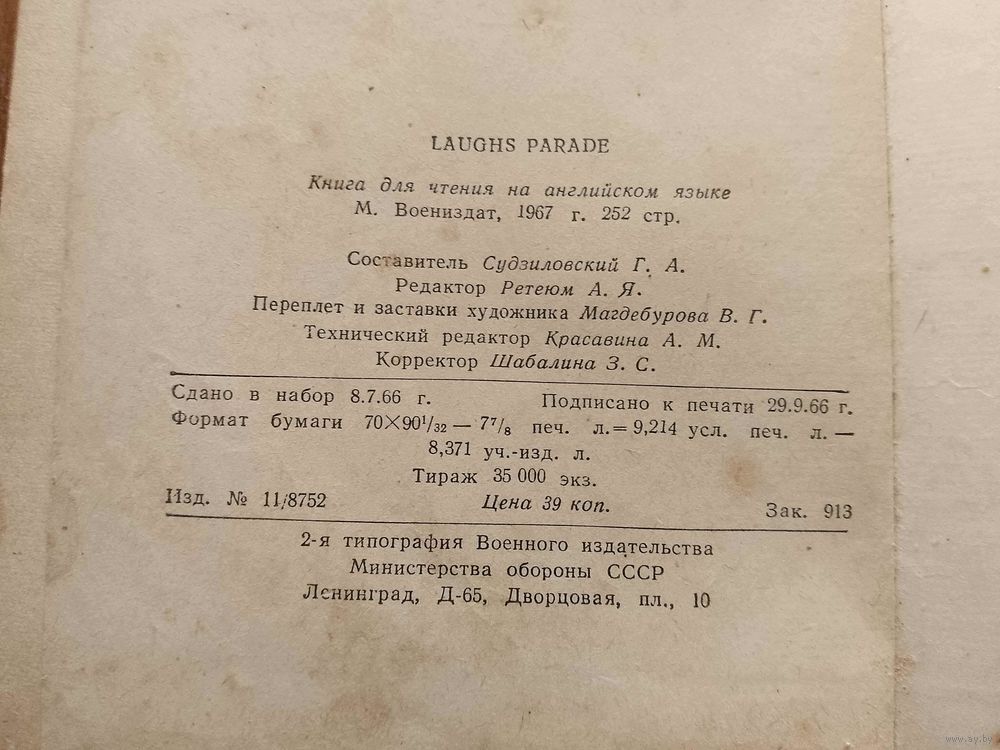 LAUGHS PARADE
Книга для чтения на английском языке
М. Воениздат, 1967 г. 252 стр.
Составитель Судзиловский Г. А.
Редактор Ретеюм А. Я.
Переплет и заставки художника Магдебурова В. Г.
Технический редактор Красавина А. М.
Корректор Шабалина З. С.
Сдано в набор 8.7.66 г. Подписано к печати 29.9.66 г.
Формат бумаги 70×90¹/₃₂ — 7⁷/₈ печ. л.= 9,214 усл. печ. л. —
8,371 уч.-изд. л.
Тираж 35 000 экз.
Изд. № 11/8752 Цена 39 коп. Зак. 913
2-я типография Военного издательства
Министерства обороны СССР
Ленинград, Д-65, Дворцовая, пл., 10
www.ay.by